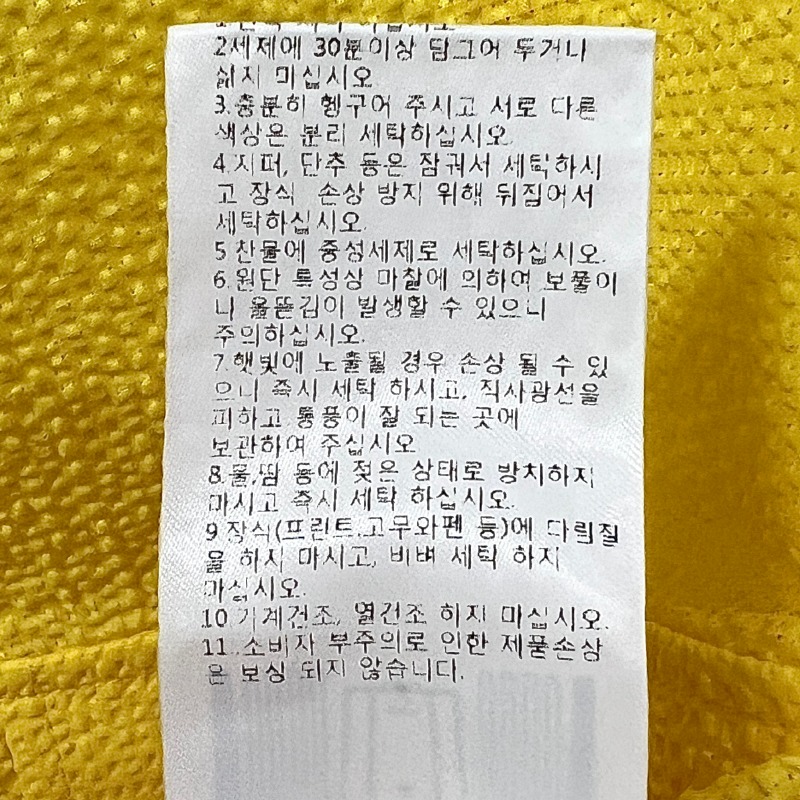 2세제에 30분이상 담그어 두거나
삶지 마십시오
3.충분히 헹구어 주시고 서로 다른
색상은 분리 세탁하십시오.
4.지퍼, 단추 등은 잠궈서 세탁하시
고 장식 손상 방지 위해 뒤집어서
세탁하십시오.
5 찬물에 중성세제로 세탁하십시오.
6.원단 특성상 마찰에 의하여 보풀이
나 올뜯김이 발생할 수 있으니
주의하십시오.
7.햇빛에 노출될 경우 손상 될 수 있
으니 즉시 세탁 하시고, 직사광선을
피하고 통풍이 잘 되는 곳에
보관하여 주십시오
8.물,땀 등에 젖은 상태로 방치하지
마시고 즉시 세탁 하십시오.
9 장식(프린트,고무와펜 등)에 다림질
을 하지 마시고, 비벼 세탁 하지
마십시오.
10 기계건조, 열건조 하지 마십시오.
11. 소비자 부주의로 인한 제품손상
은 보상 되지 않습니다.